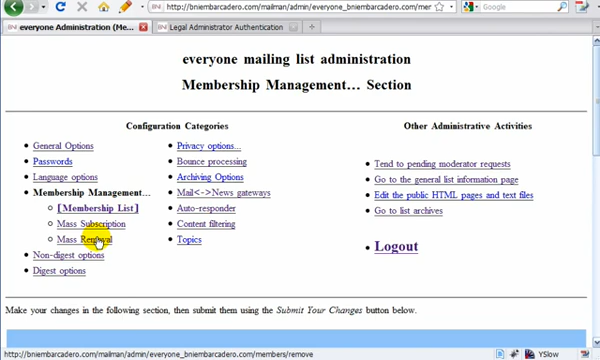 http://bniembarcadero.com/mailman/admin/everyone_bniembarcadero.com/mer
Google
everyone Administration (Me...
Legal Administrator Authentication
everyone mailing list administration
Membership Management... Section
Configuration Categories
Other Administrative Activities
General Options
Passwords
Language options
Membership Management...
[Membership List]
Mass Subscription
Mass Removal
Non-digest options
Digest options
Privacy options...
Bounce processing
Archiving Options
Mail<->News gateways
Auto-responder
Content filtering
Topics
Tend to pending moderator requests
Go to the general list information page
Edit the public HTML pages and text files
Go to list archives
Logout
Make your changes in the following section, then submit them using the Submit Your Changes button below.
http://bniembarcadero.com/mailman/admin/everyone_bniembarcadero.com/members/remove
YSlow